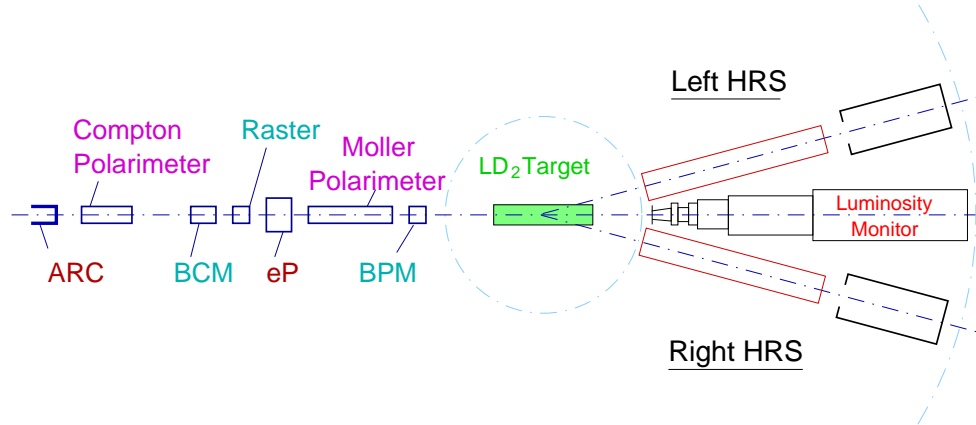 Left HRS
Compton
Polarimeter
Raster
Moller
Polarimeter
LD₂Target
Luminosity
Monitor
ARC
BCM
eP
BPM
Right HRS